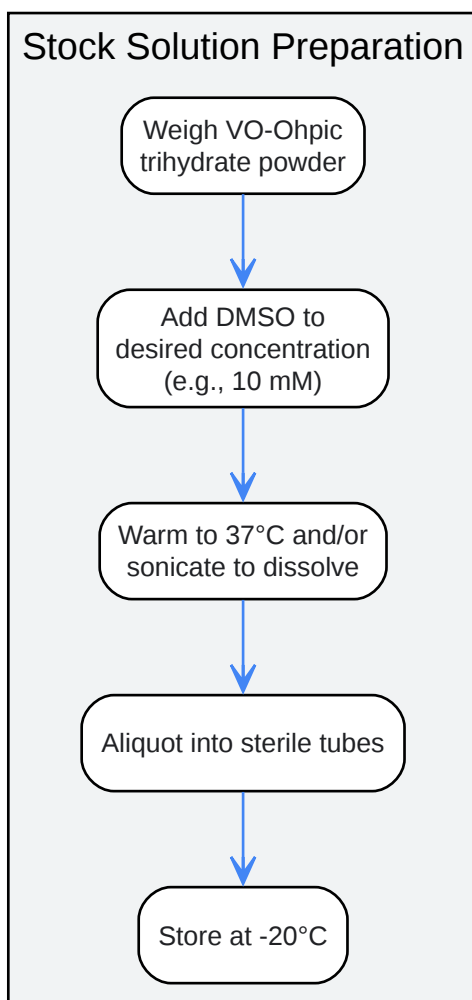 Stock Solution Preparation
Weigh VO-Ohpic
trihydrate powder
Add DMSO to
desired concentration
(e.g., 10 mM)
Warm to 37°C and/or
sonicate to dissolve
Aliquot into sterile tubes
Store at -20°C